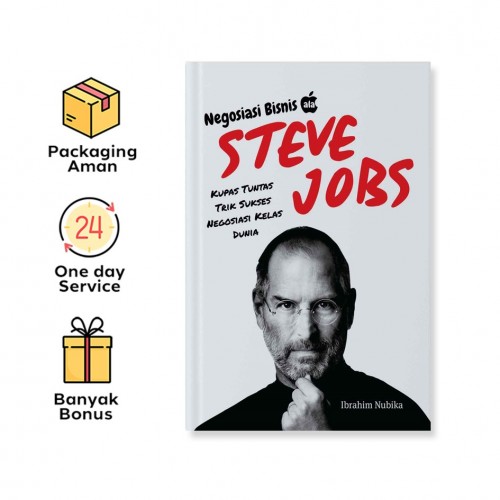 Packaging
Aman
24
One day
Service
Banyak
Bonus
Negosiasi Bisnis ala
STEVE
JOBS
Kupas Tuntas
Trik Sukses
Negosiasi Kelas
Dunia
Ibrahim Nubika